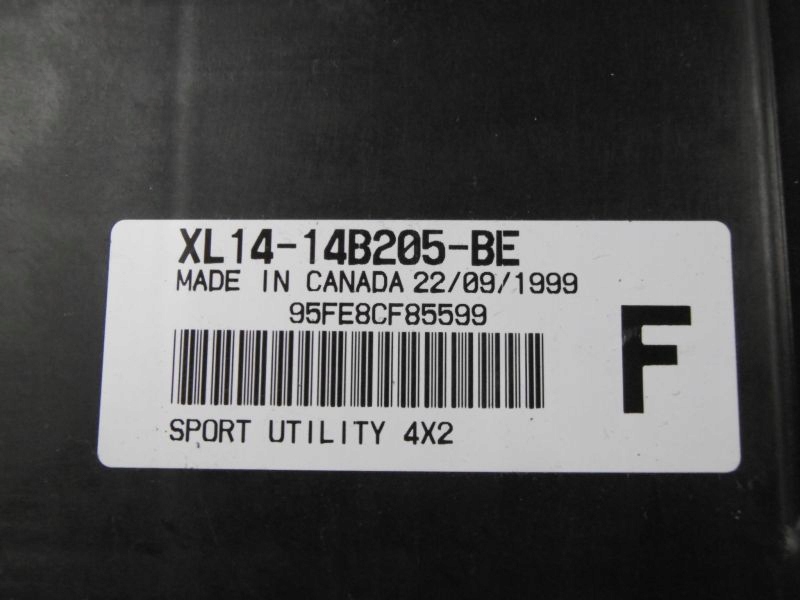 XL14-14B205-BE
MADE IN CANADA 22/09/1999
95FE8CF85599
F
SPORT UTILITY 4X2